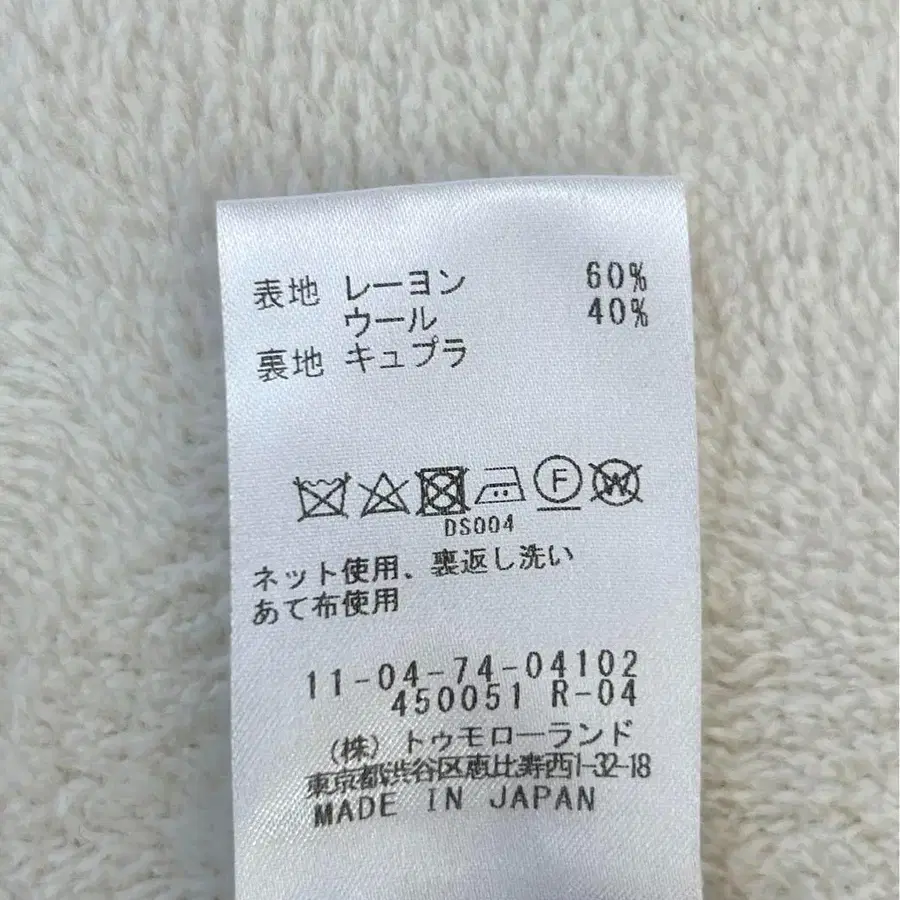 表地 レーヨン 60%
ウール 40%
裏地 キュプラ
F W
DS004
ネット使用、裏返し洗い
あて布使用
11-04-74-04102
450051 R-04
(株) トゥモローランド
東京都渋谷区恵比寿西1-32-18
MADE IN JAPAN